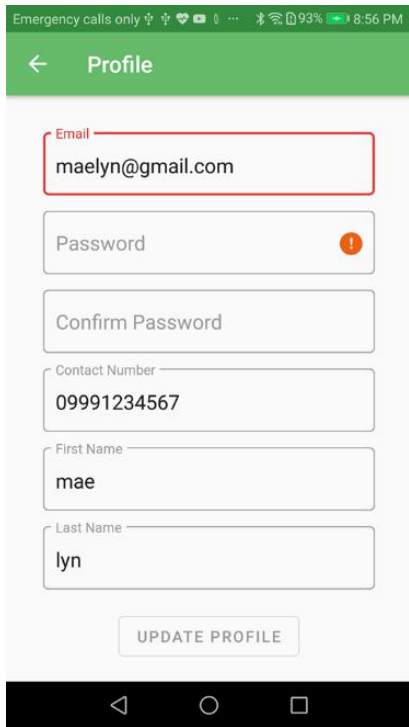 Emergency calls only ... 93% 8:56 PM
Profile
Email
maelyn@gmail.com
Password
!
Confirm Password
Contact Number
09991234567
First Name
mae
Last Name
lyn
UPDATE PROFILE